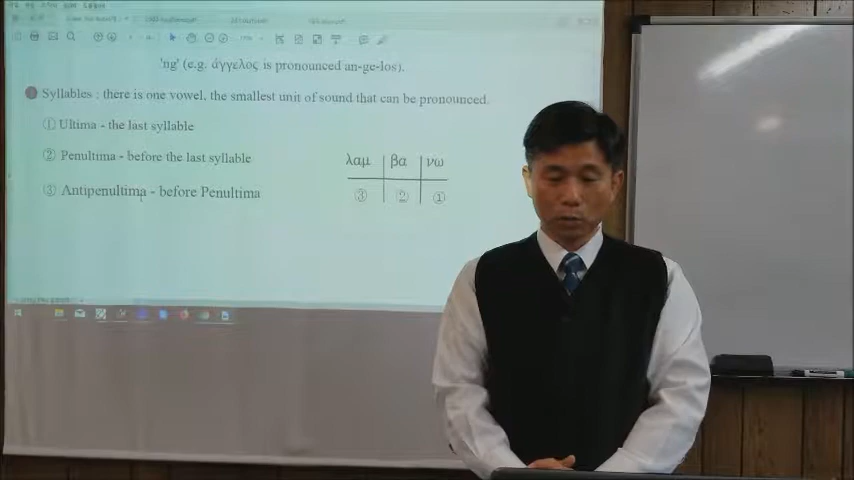 'ng' (e.g. άγγελος is pronounced an-ge-los).
Syllables : there is one vowel, the smallest unit of sound that can be pronounced.
① Ultima - the last syllable
② Penultima - before the last syllable
③ Antipenultima - before Penultima
λαμ βα νω
③ ② ①